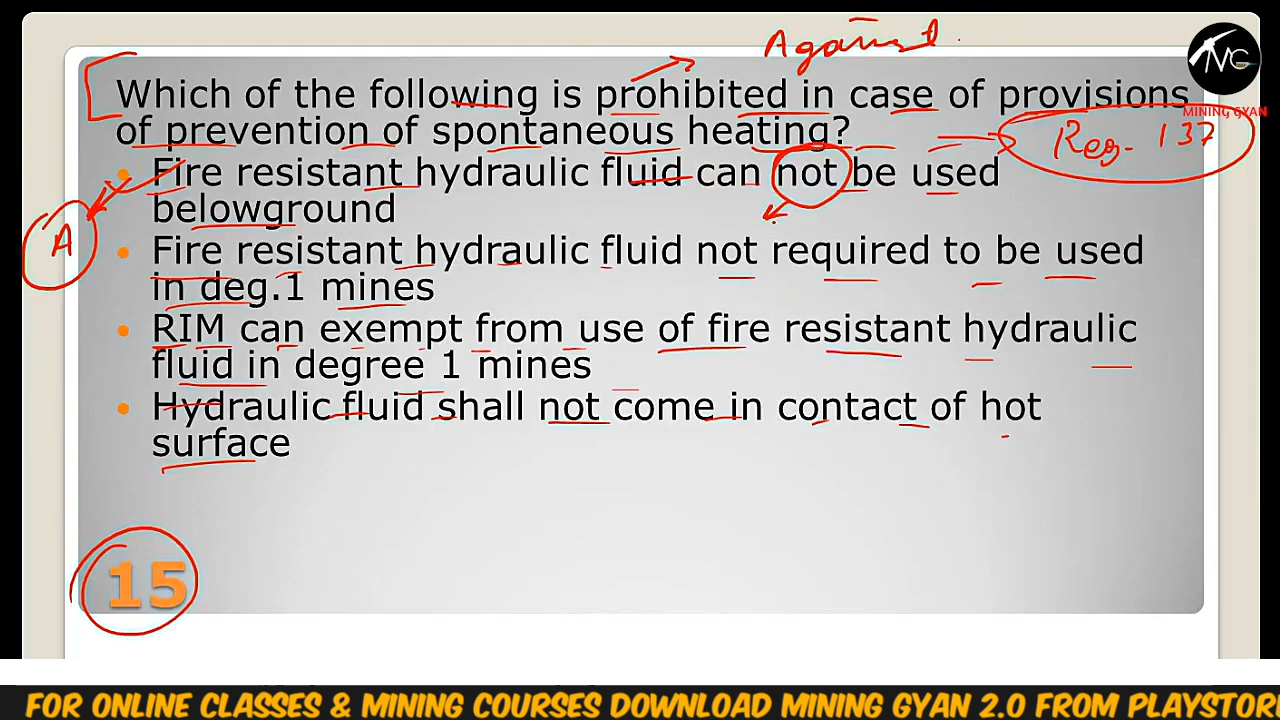 Against
MG
MINING GYAN
Which of the following is prohibited in case of provisions
of prevention of spontaneous heating?
Reg. 137
• Fire resistant hydraulic fluid can not be used
belowground
A
• Fire resistant hydraulic fluid not required to be used
in deg.1 mines
• RIM can exempt from use of fire resistant hydraulic
fluid in degree 1 mines
• Hydraulic fluid shall not come in contact of hot
surface
15
FOR ONLINE CLASSES & MINING COURSES DOWNLOAD MINING GYAN 2.0 FROM PLAYSTOR